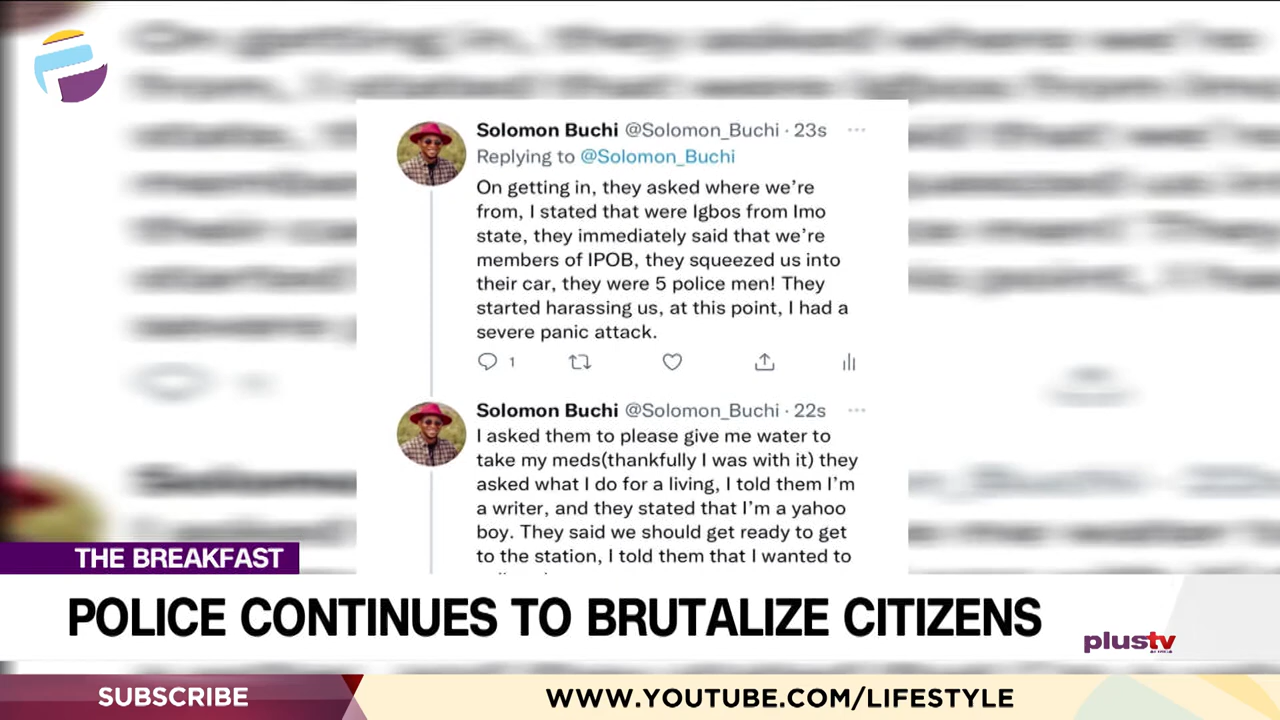 Solomon Buchi @Solomon_Buchi · 23s
Replying to @Solomon_Buchi
On getting in, they asked where we're
from, I stated that were Igbos from Imo
state, they immediately said that we're
members of IPOB, they squeezed us into
their car, they were 5 police men! They
started harassing us, at this point, I had a
severe panic attack.
1
Solomon Buchi @Solomon_Buchi · 22s
I asked them to please give me water to
take my meds(thankfully I was with it) they
asked what I do for a living, I told them I'm
a writer, and they stated that I'm a yahoo
boy. They said we should get ready to get
to the station, I told them that I wanted to
THE BREAKFAST
POLICE CONTINUES TO BRUTALIZE CITIZENS
plustv
SUBSCRIBE
WWW.YOUTUBE.COM/LIFESTYLE